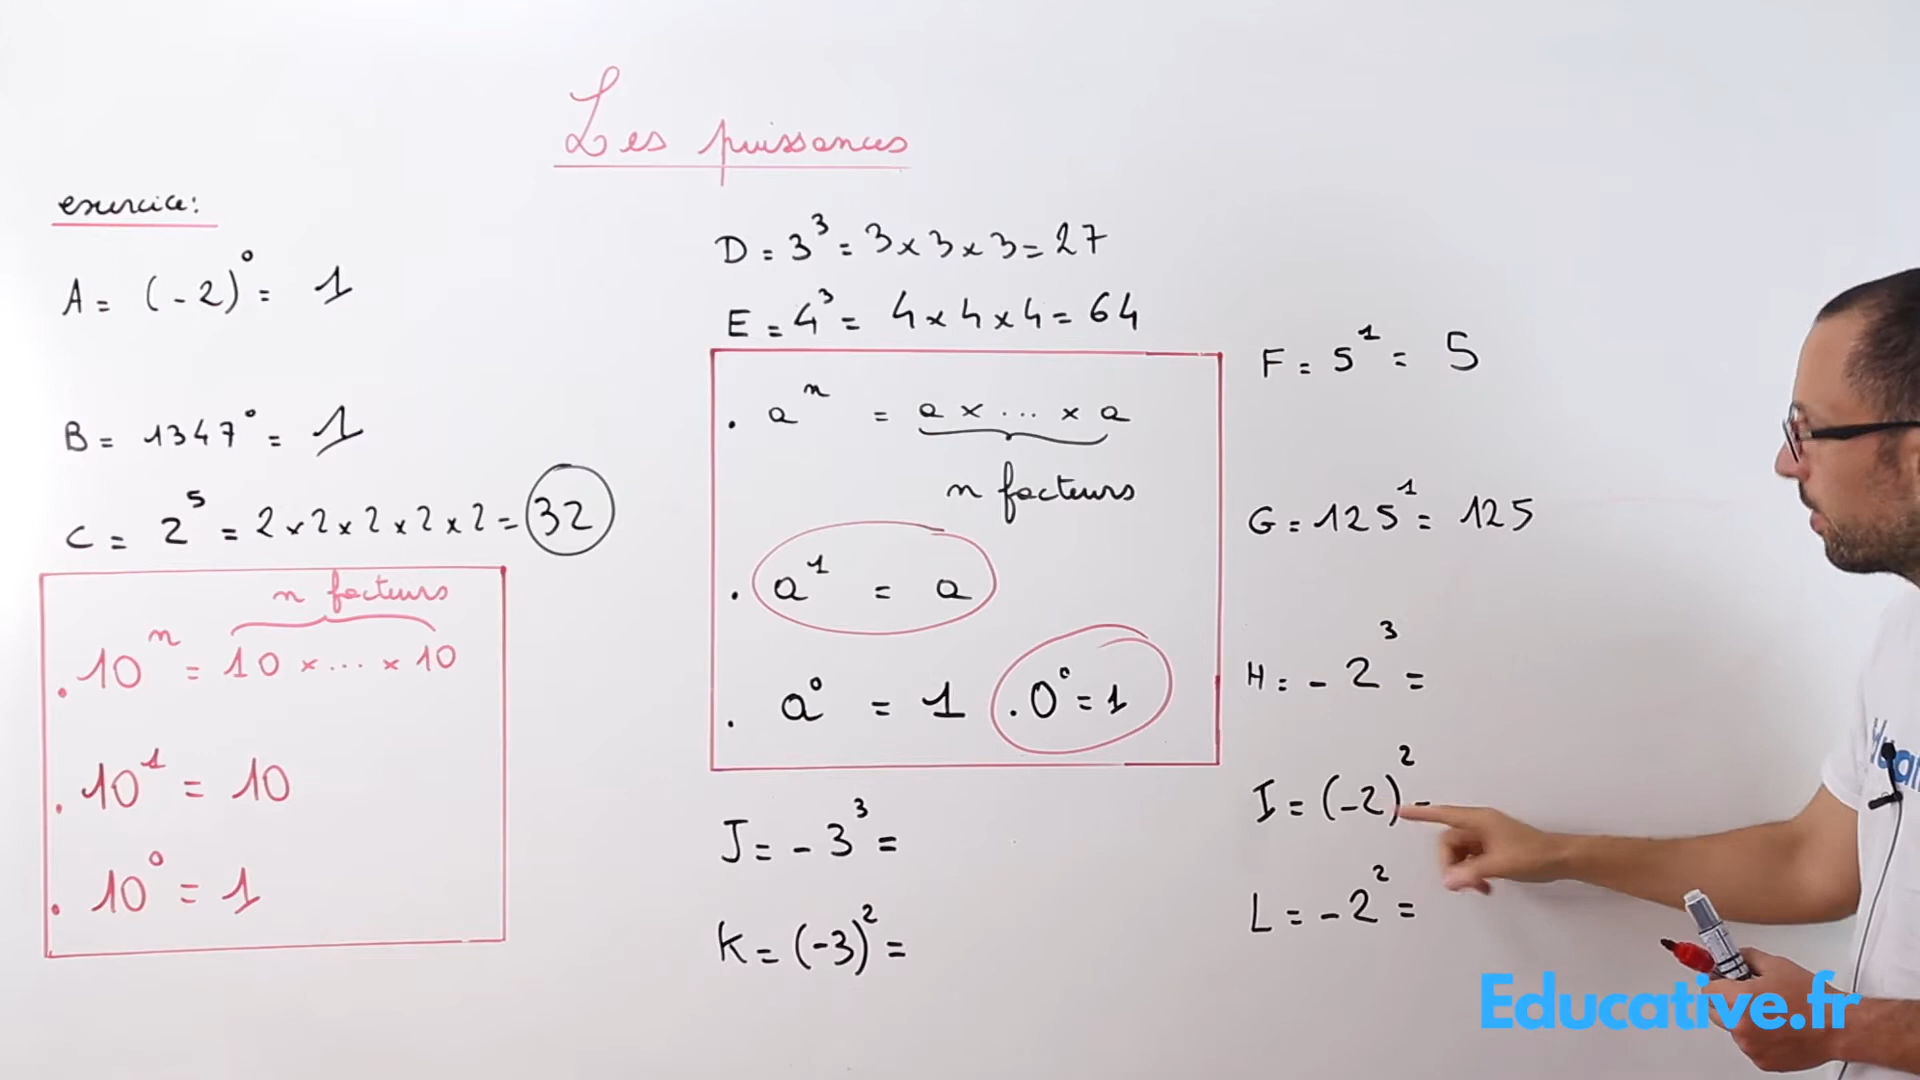 Les puissances
exercice:
A = (-2)⁰ = 1
B = 1347⁰ = 1
C = 2⁵ = 2 × 2 × 2 × 2 × 2 = 32
n facteurs
. 10ⁿ = 10 × ... × 10
. 10¹ = 10
. 10⁰ = 1
D = 3³ = 3 × 3 × 3 = 27
E = 4³ = 4 × 4 × 4 = 64
. aⁿ = a × ... × a
n facteurs
. a¹ = a
. a⁰ = 1 . 0⁰ = 1
J = - 3³ =
K = (-3)² =
F = 5¹ = 5
G = 125¹ = 125
H = - 2³ =
I = (-2)² =
L = - 2² =
Educative.fr